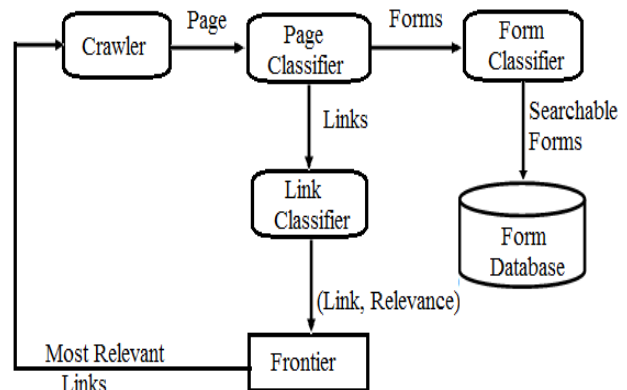 Crawler
Page
Page
Classifier
Forms
Form
Classifier
Links
Searchable
Forms
Link
Classifier
Form
Database
(Link, Relevance)
Most Relevant
Links
Frontier